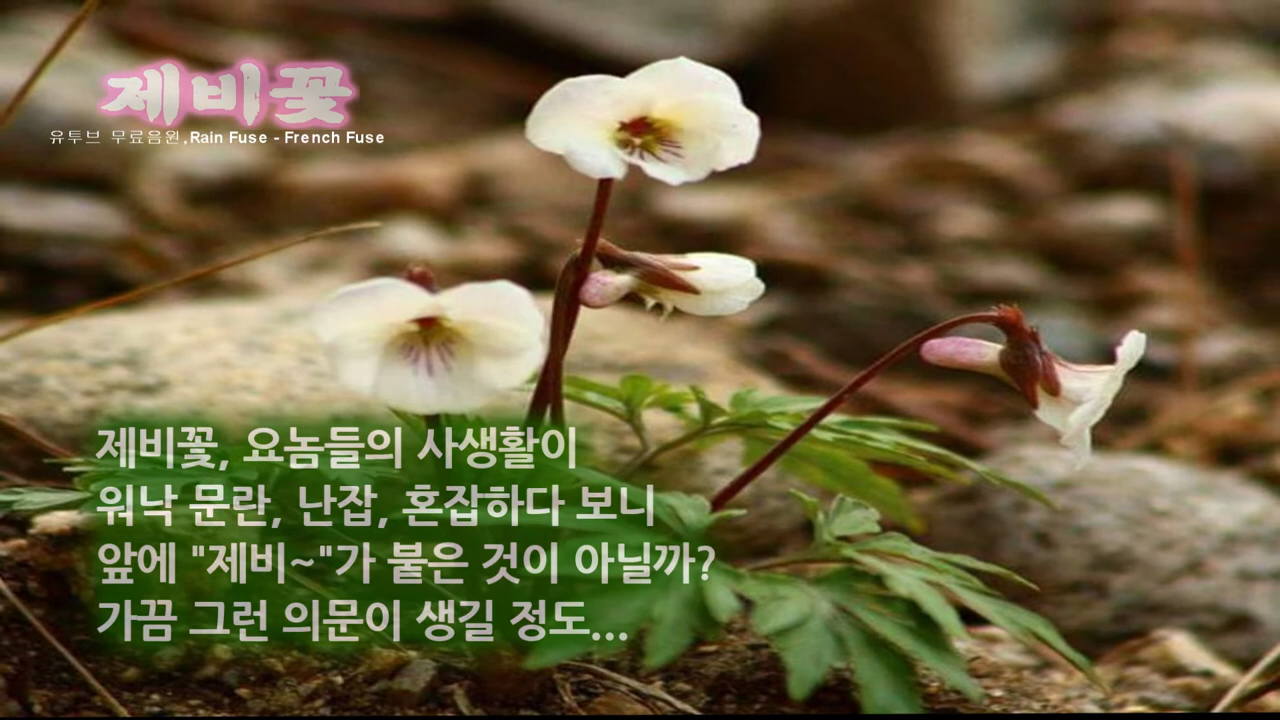 제비꽃
유투브 무료음원,Rain Fuse - French Fuse
제비꽃, 요놈들의 사생활이
워낙 문란, 난잡, 혼잡하다 보니
앞에 "제비~"가 붙은 것이 아닐까?
가끔 그런 의문이 생길 정도...